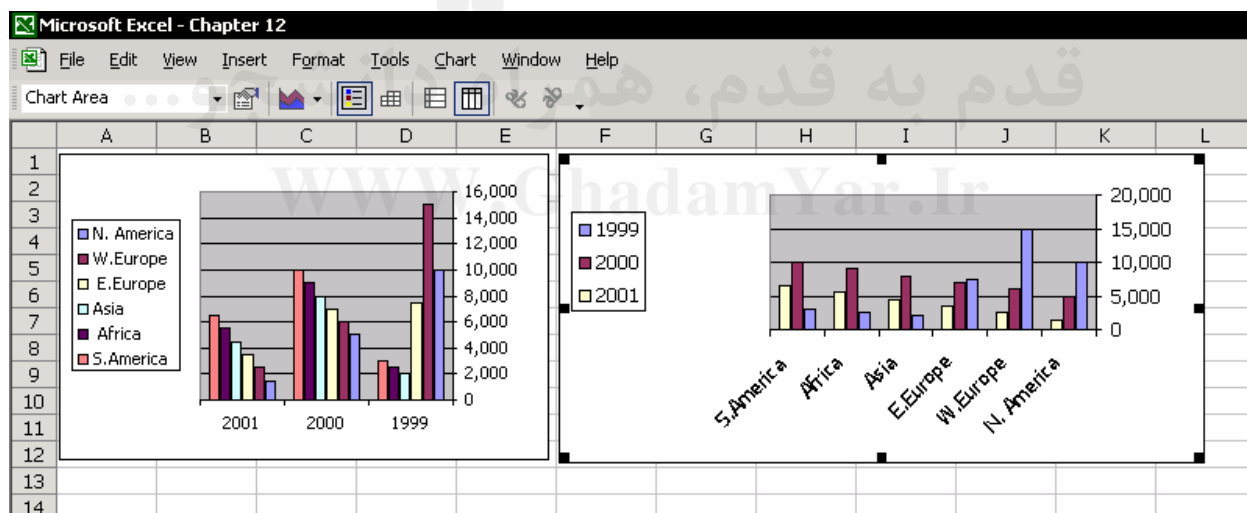 Microsoft Excel - Chapter 12
File Edit View Insert Format Tools Chart Window Help
قدم به قدم، همراه دانشجو...
Chart Area
A B C D E F G H I J K L
1
2
3
4
5
6
7
8
9
10
11
12
13
14
WWW.GhadamYar.Ir
N. America
W.Europe
E.Europe
Asia
Africa
S.America
16,000
14,000
12,000
10,000
8,000
6,000
4,000
2,000
0
2001 2000 1999
1999
2000
2001
20,000
15,000
10,000
5,000
0
S.America Africa Asia E.Europe W.Europe N. America